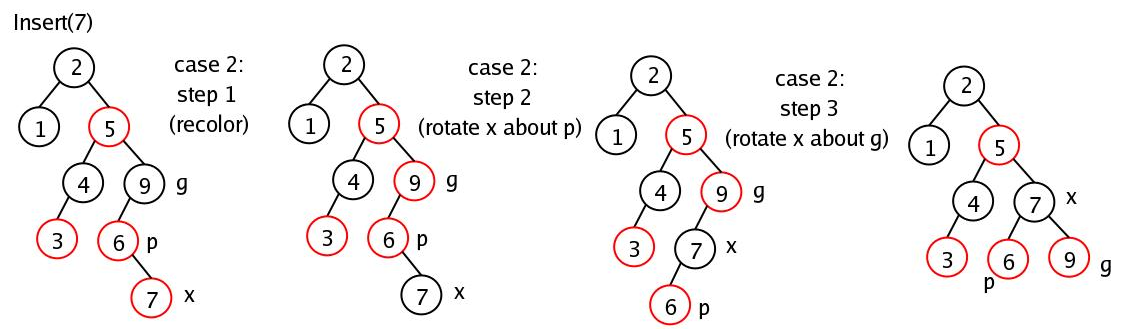 Insert(7)
2
1
5
4
9
g
3
6
p
7
x
case 2:
step 1
(recolor)
2
1
5
4
9
g
3
6
p
7
x
case 2:
step 2
(rotate x about p)
2
1
5
4
9
g
3
7
x
6
p
case 2:
step 3
(rotate x about g)
2
1
5
4
7
x
3
6
9
p
g